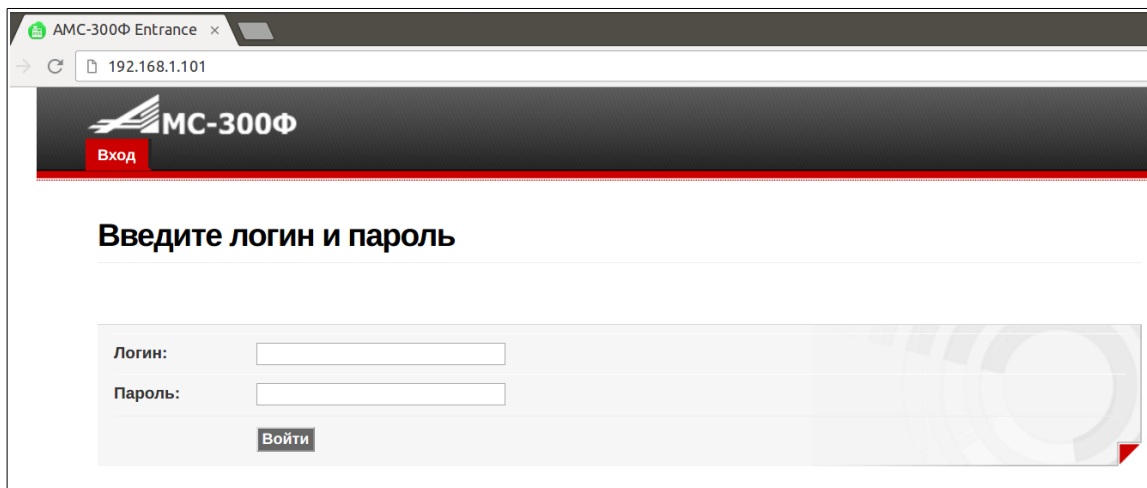 АМС-300Ф Entrance
192.168.1.101
АМС-300Ф
Вход
Введите логин и пароль
Логин:
Пароль:
Войти